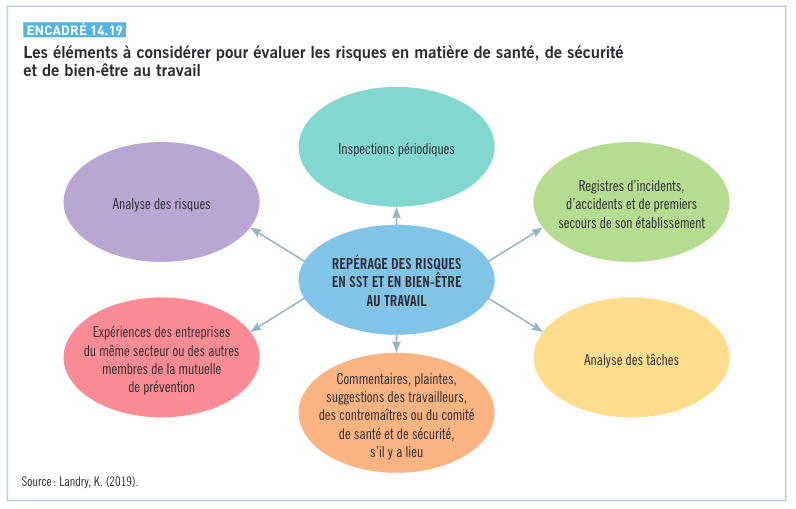 ENCADRÉ 14.19
Les éléments à considérer pour évaluer les risques en matière de santé, de sécurité
et de bien-être au travail
Inspections périodiques
Analyse des risques
Registres d’incidents,
d’accidents et de premiers
secours de son établissement
REPÉRAGE DES RISQUES
EN SST ET EN BIEN-ÊTRE
AU TRAVAIL
Expériences des entreprises
du même secteur ou des autres
membres de la mutuelle
de prévention
Analyse des tâches
Commentaires, plaintes,
suggestions des travailleurs,
des contremaîtres ou du comité
de santé et de sécurité,
s’il y a lieu
Source : Landry, K. (2019).